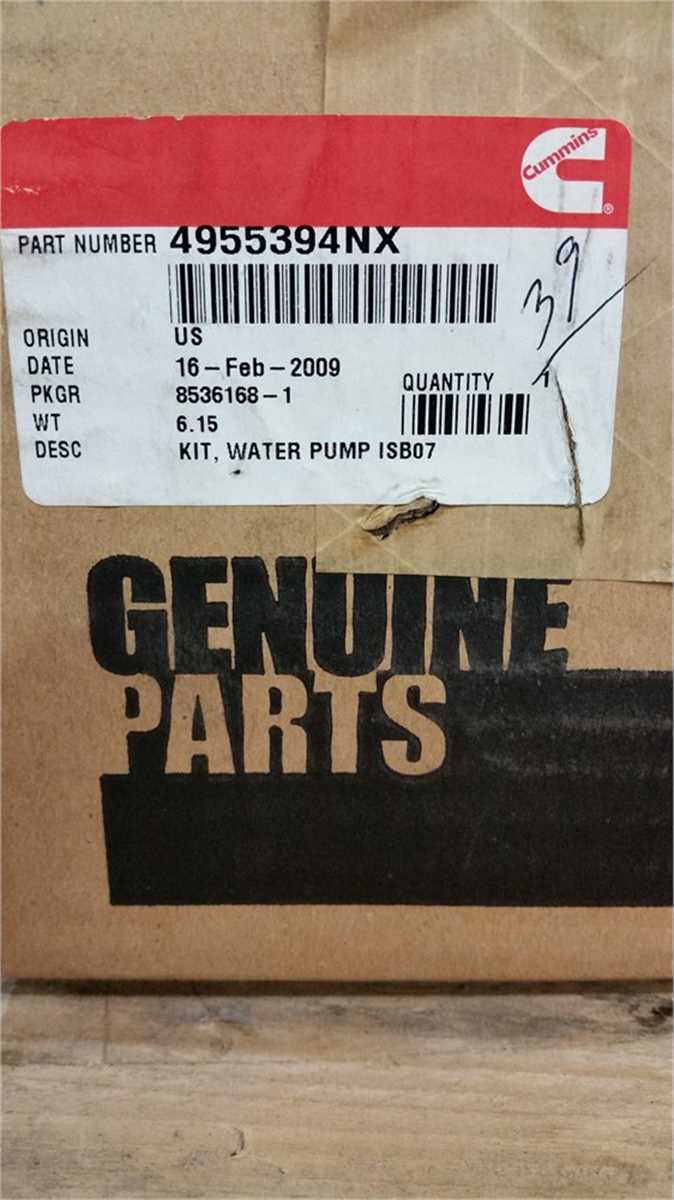 Cummins
®
PART NUMBER 4955394NX
39
ORIGIN US
DATE 16-Feb-2009
PKGR 8536168-1
QUANTITY
WT 6.15
DESC KIT, WATER PUMP ISB07
GENUINE
PARTS